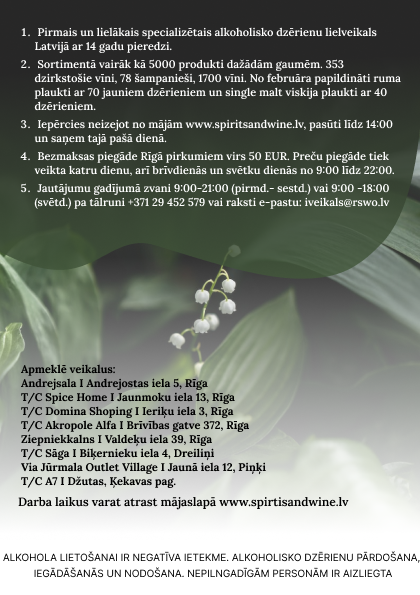 1. Pirmais un lielākais specializētais alkoholisko dzērienu lielveikals
Latvijā ar 14 gadu pieredzi.
2. Sortimentā vairāk kā 5000 produkti dažādām gaumēm. 353
dzirkstošie vīni, 78 šampanieši, 1700 vīni. No februāra papildināti ruma
plaukti ar 70 jauniem dzērieniem un single malt viskija plaukti ar 40
dzērieniem.
3. Iepērcies neizejot no mājām www.spiritsandwine.lv, pasūti līdz 14:00
un saņem tajā pašā dienā.
4. Bezmaksas piegāde Rīgā pirkumiem virs 50 EUR. Preču piegāde tiek
veikta katru dienu, arī brīvdienās un svētku dienās no 9:00 līdz 22:00.
5. Jautājumu gadījumā zvani 9:00-21:00 (pirmd.- sestd.) vai 9:00 -18:00
(svētd.) pa tālruni +371 29 452 579 vai raksti e-pastu: iveikals@rswo.lv
Apmeklē veikalus:
Andrejsala I Andrejostas iela 5, Rīga
T/C Spice Home I Jaunmoku iela 13, Rīga
T/C Domina Shoping I Ieriķu iela 3, Rīga
T/C Akropole Alfa I Brīvības gatve 372, Rīga
Ziepniekkalns I Valdeķu iela 39, Rīga
T/C Sāga I Biķernieku iela 4, Dreiliņi
Via Jūrmala Outlet Village I Jaunā iela 12, Piņķi
T/C A7 I Džutas, Ķekavas pag.
Darba laikus varat atrast mājaslapā www.spirtisandwine.lv
ALKOHOLA LIETOŠANAI IR NEGATĪVA IETEKME. ALKOHOLISKO DZĒRIENU PĀRDOŠANA,
IEGĀDĀŠANĀS UN NODOŠANA. NEPILNGADĪGĀM PERSONĀM IR AIZLIEGTA